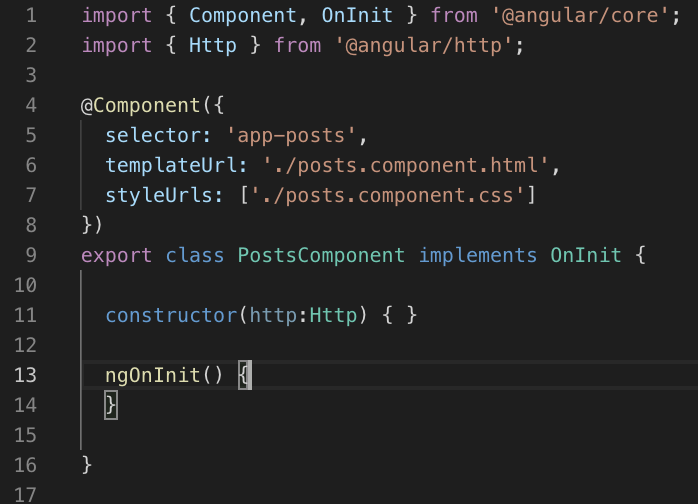 1 import { Component, OnInit } from '@angular/core';
2 import { Http } from '@angular/http';
3
4 @Component({
5   selector: 'app-posts',
6   templateUrl: './posts.component.html',
7   styleUrls: ['./posts.component.css']
8 })
9 export class PostsComponent implements OnInit {
10
11   constructor(http:Http) { }
12
13   ngOnInit() {
14   }
15
16 }
17